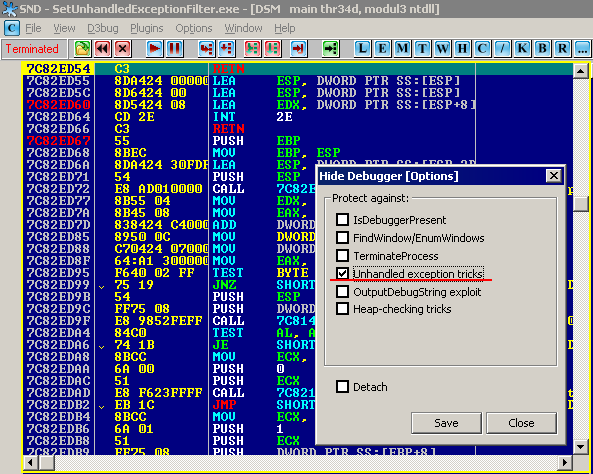 SND - SetUnhandledExceptionFilter.exe - [DSM main thr34d, modul3 ntdll]
C File View D3bug Plugins Options Window Help
Terminated L E M T W H C / K B R ...
7C82ED54 C3 RETN
7C82ED55 8DA424 00000 LEA ESP, DWORD PTR SS:[ESP]
7C82ED5C 8D6424 00 LEA ESP, DWORD PTR SS:[ESP]
7C82ED60 8D5424 08 LEA EDX, DWORD PTR SS:[ESP+8]
7C82ED64 CD 2E INT 2E
7C82ED66 C3 RETN
7C82ED67 55 PUSH EBP
7C82ED68 8BEC MOV EBP, ESP
7C82ED6A 8DA424 30FDF LEA ESP, DWORD PTR SS:[ESP-2D
7C82ED71 54 PUSH ESP
7C82ED72 E8 AD010000 CALL 7C82E
7C82ED77 8B55 04 MOV EDX,
7C82ED7A 8B45 08 MOV EAX,
7C82ED7D 838424 C4000 ADD DWORD
7C82ED85 8950 0C MOV DWORD
7C82ED88 C70424 07000 MOV DWORD
7C82ED8F 64:A1 300000 MOV EAX,
7C82ED95 F640 02 FF TEST BYTE
7C82ED99 75 19 JNZ SHORT
7C82ED9B 54 PUSH ESP
7C82ED9C FF75 08 PUSH DWORD
7C82ED9F E8 9852FEFF CALL 7C814
7C82EDA4 84C0 TEST AL, A
7C82EDA6 74 1B JE SHORT
7C82EDA8 8BCC MOV ECX,
7C82EDAA 6A 00 PUSH 0
7C82EDAC 51 PUSH ECX
7C82EDAD E8 F623FFFF CALL 7C821
7C82EDB2 EB 1C JMP SHORT
7C82EDB4 8BCC MOV ECX,
7C82EDB6 6A 01 PUSH 1
7C82EDB8 51 PUSH ECX
7C82EDB9 FF75 08 PUSH DWORD PTR SS:[EBP+8]
Hide Debugger [Options]
Protect against:
IsDebuggerPresent
FindWindow/EnumWindows
TerminateProcess
Unhandled exception tricks
OutputDebugString exploit
Heap-checking tricks
Detach
Save Close